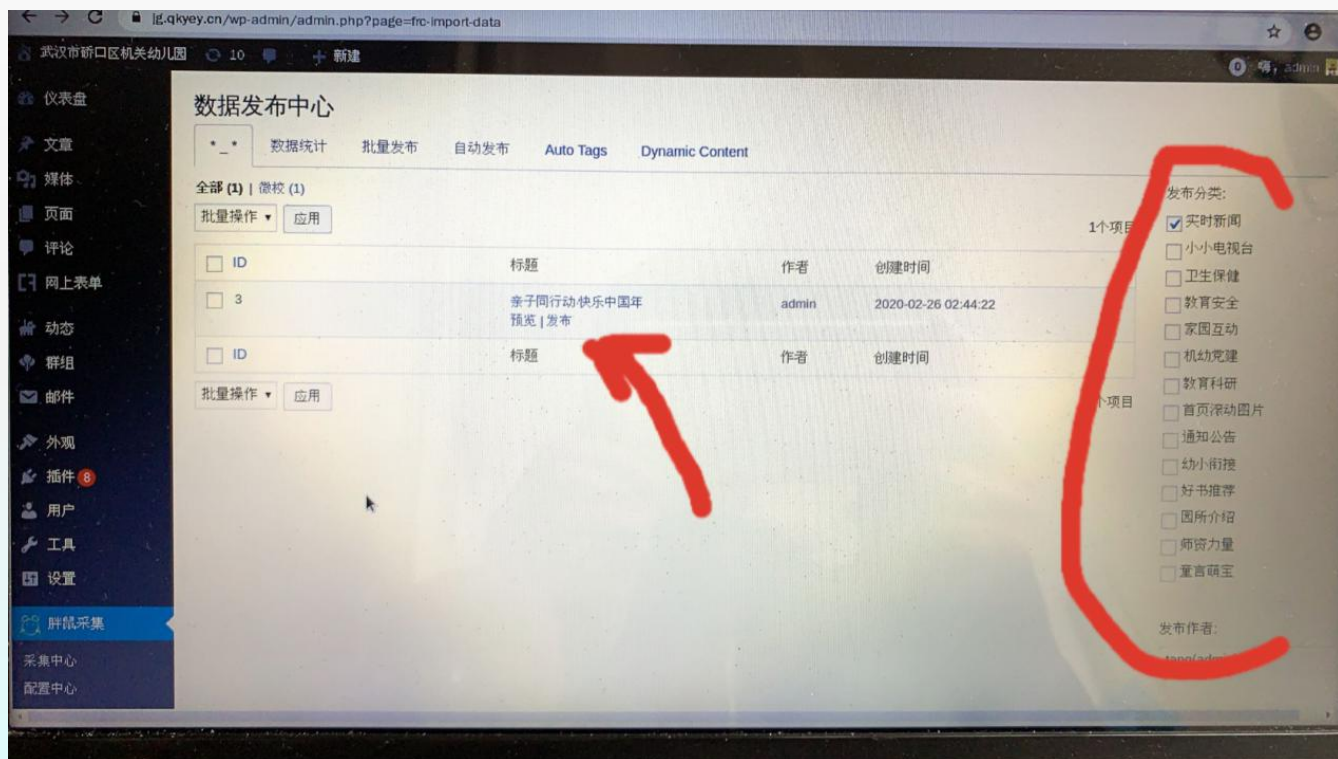 lg.qkyey.cn/wp-admin/admin.php?page=frc-import-data
武汉市硚口区机关幼儿园 10 新建
0 嗨，admin
仪表盘
文章
媒体
页面
评论
网上表单
动态
群组
邮件
外观
插件 8
用户
工具
设置
胖鼠采集
采集中心
配置中心
数据发布中心
*_* 数据统计 批量发布 自动发布 Auto Tags Dynamic Content
全部 (1) | 微校 (1)
批量操作 应用
1个项目
ID 标题 作者 创建时间
3 亲子同行动·快乐中国年 admin 2020-02-26 02:44:22
预览 | 发布
ID 标题 作者 创建时间
批量操作 应用
个项目
发布分类:
实时新闻
小小电视台
卫生保健
教育安全
家园互动
机幼党建
教育科研
首页滚动图片
通知公告
幼小衔接
好书推荐
园所介绍
师资力量
童言萌宝
发布作者: